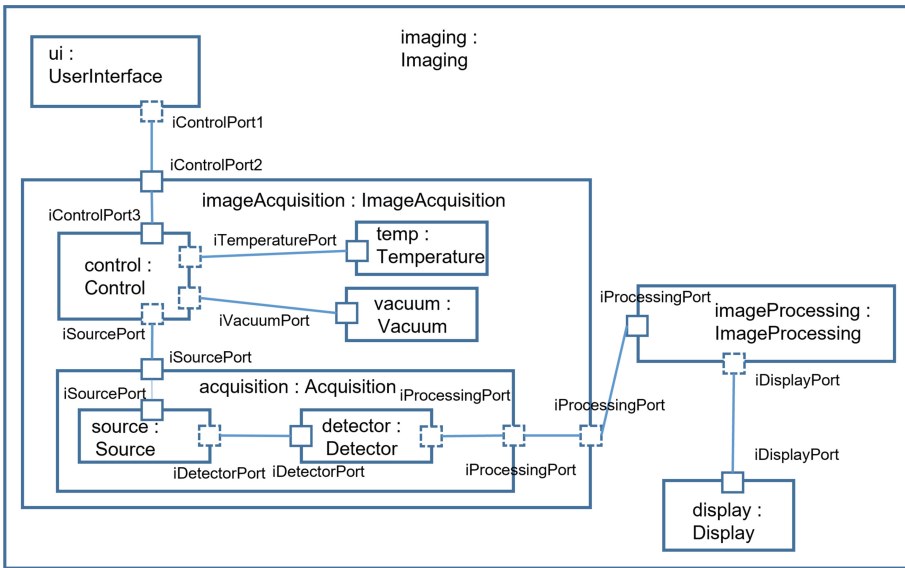 imaging :
Imaging
ui :
UserInterface
iControlPort1
iControlPort2
imageAcquisition : ImageAcquisition
iControlPort3
iTemperaturePort
temp :
Temperature
control :
Control
vacuum :
Vacuum
iVacuumPort
iSourcePort
iProcessingPort
imageProcessing :
ImageProcessing
iSourcePort
acquisition : Acquisition
iDisplayPort
iSourcePort
iProcessingPort
iProcessingPort
source :
Source
detector :
Detector
iDetectorPort
iDetectorPort
iProcessingPort
iDisplayPort
display :
Display